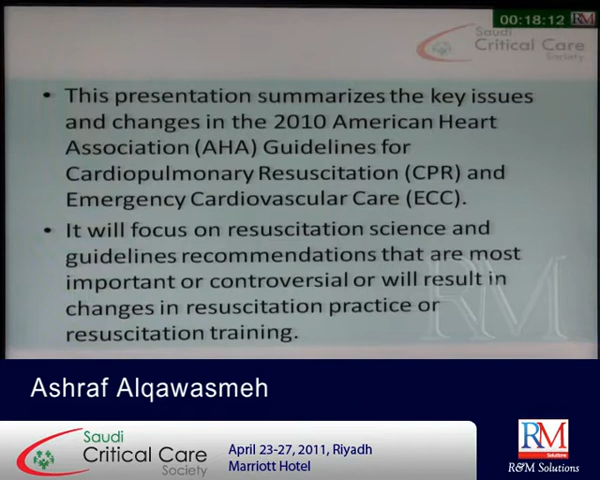 00:18:12 RM
Saudi
Critical Care
Society
• This presentation summarizes the key issues
and changes in the 2010 American Heart
Association (AHA) Guidelines for
Cardiopulmonary Resuscitation (CPR) and
Emergency Cardiovascular Care (ECC).
• It will focus on resuscitation science and
guidelines recommendations that are most
important or controversial or will result in
changes in resuscitation practice or
resuscitation training.
RM
Ashraf Alqawasmeh
Saudi
Critical Care
Society
April 23-27, 2011, Riyadh
Marriott Hotel
RM
Solutions
R&M Solutions